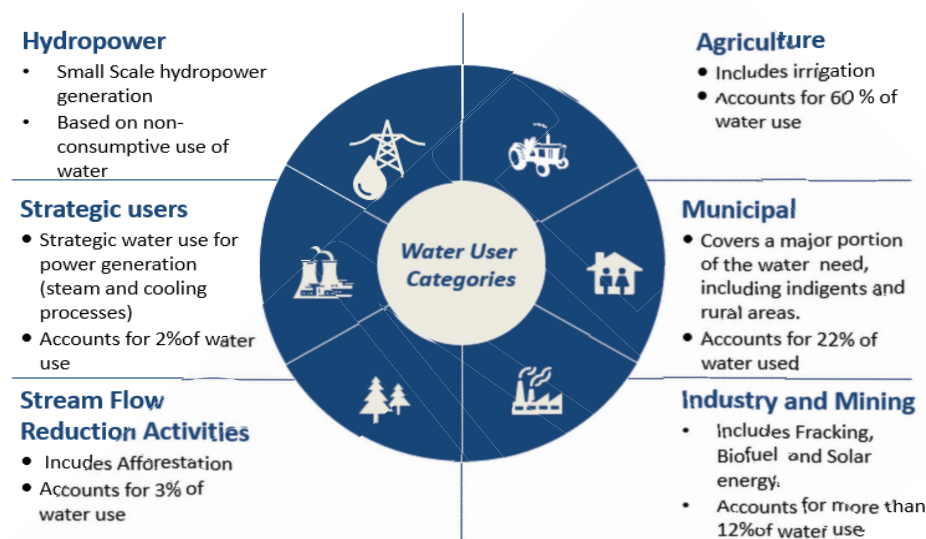 Hydropower
• Small Scale hydropower
generation
• Based on non-
consumptive use of
water
Strategic users
• Strategic water use for
power generation
(steam and cooling
processes)
• Accounts for 2%of water
use
Stream Flow
Reduction Activities
• Incudes Afforestation
• Accounts for 3% of
water use
Water User
Categories
Agriculture
• Includes irrigation
• Accounts for 60 % of
water use
Municipal
• Covers a major portion
of the water need,
including indigents and
rural areas.
• Accounts for 22% of
water used
Industry and Mining
• Includes Fracking,
Biofuel and Solar
energy.
• Accounts for more than
12%of water use